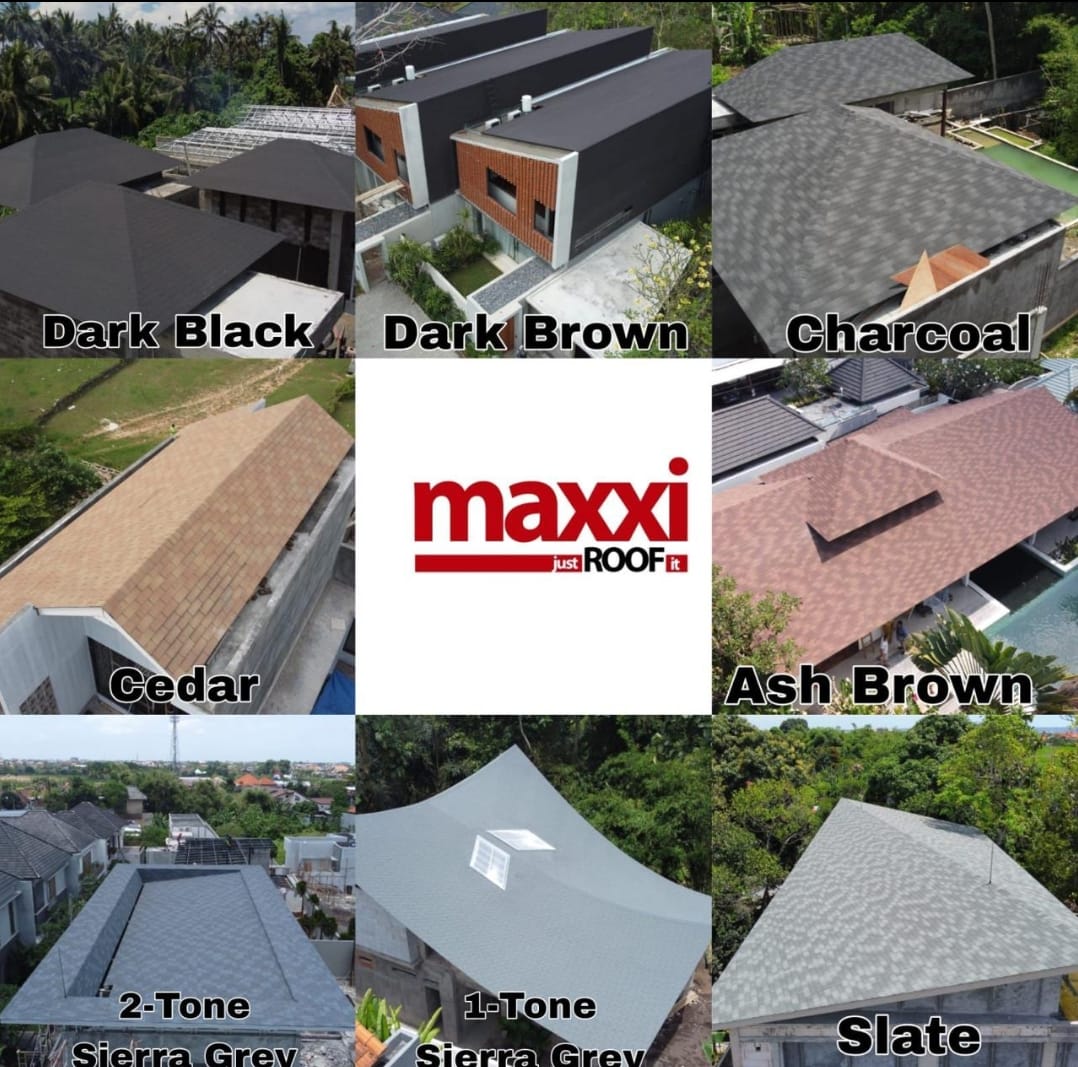 Dark Black
Dark Brown
Charcoal
Cedar
maxxi
just ROOF it
Ash Brown
2-Tone
Sierra Grey
1-Tone
Sierra Grey
Slate